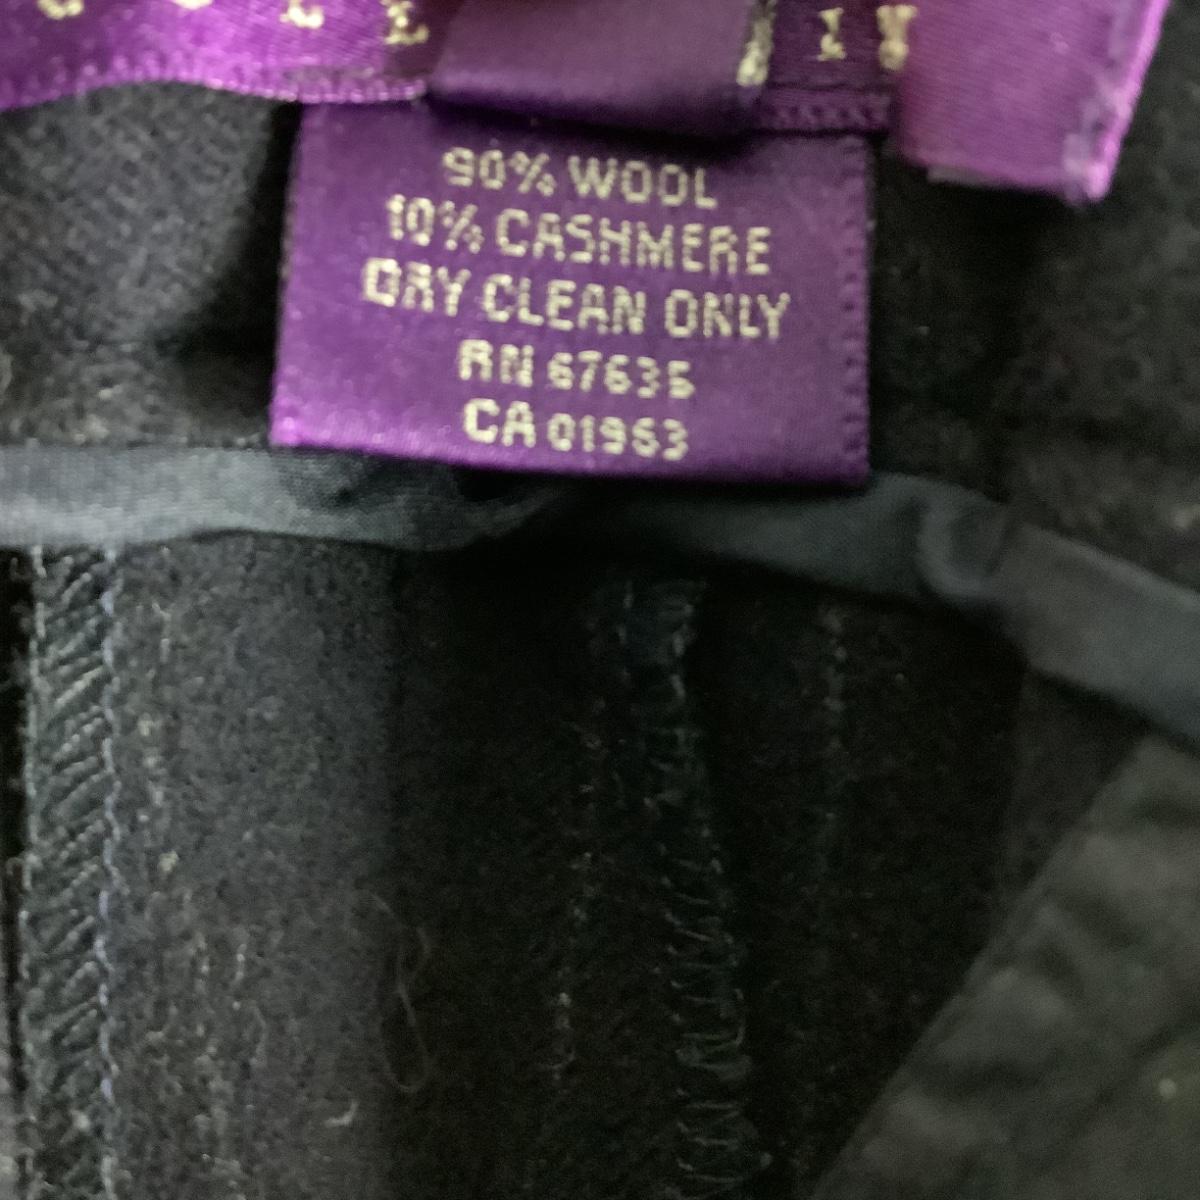 90% WOOL
10% CASHMERE
DRY CLEAN ONLY
RN 67635
CA 01963